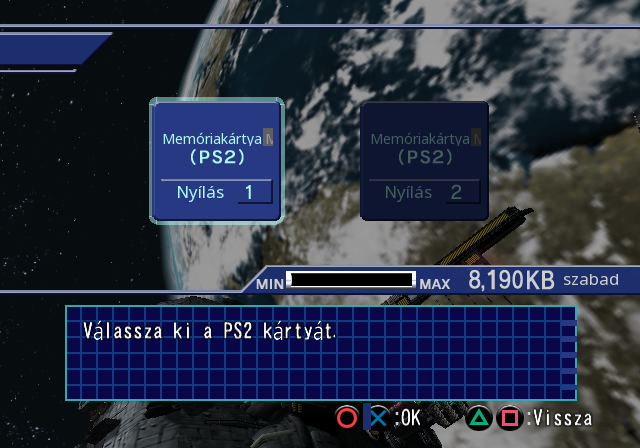 Memóriakártya
(PS2)
Nyílás 1
Memóriakártya
(PS2)
Nyílás 2
MIN MAX 8,190KB szabad
Válassza ki a PS2 kártyát.
:OK :Vissza